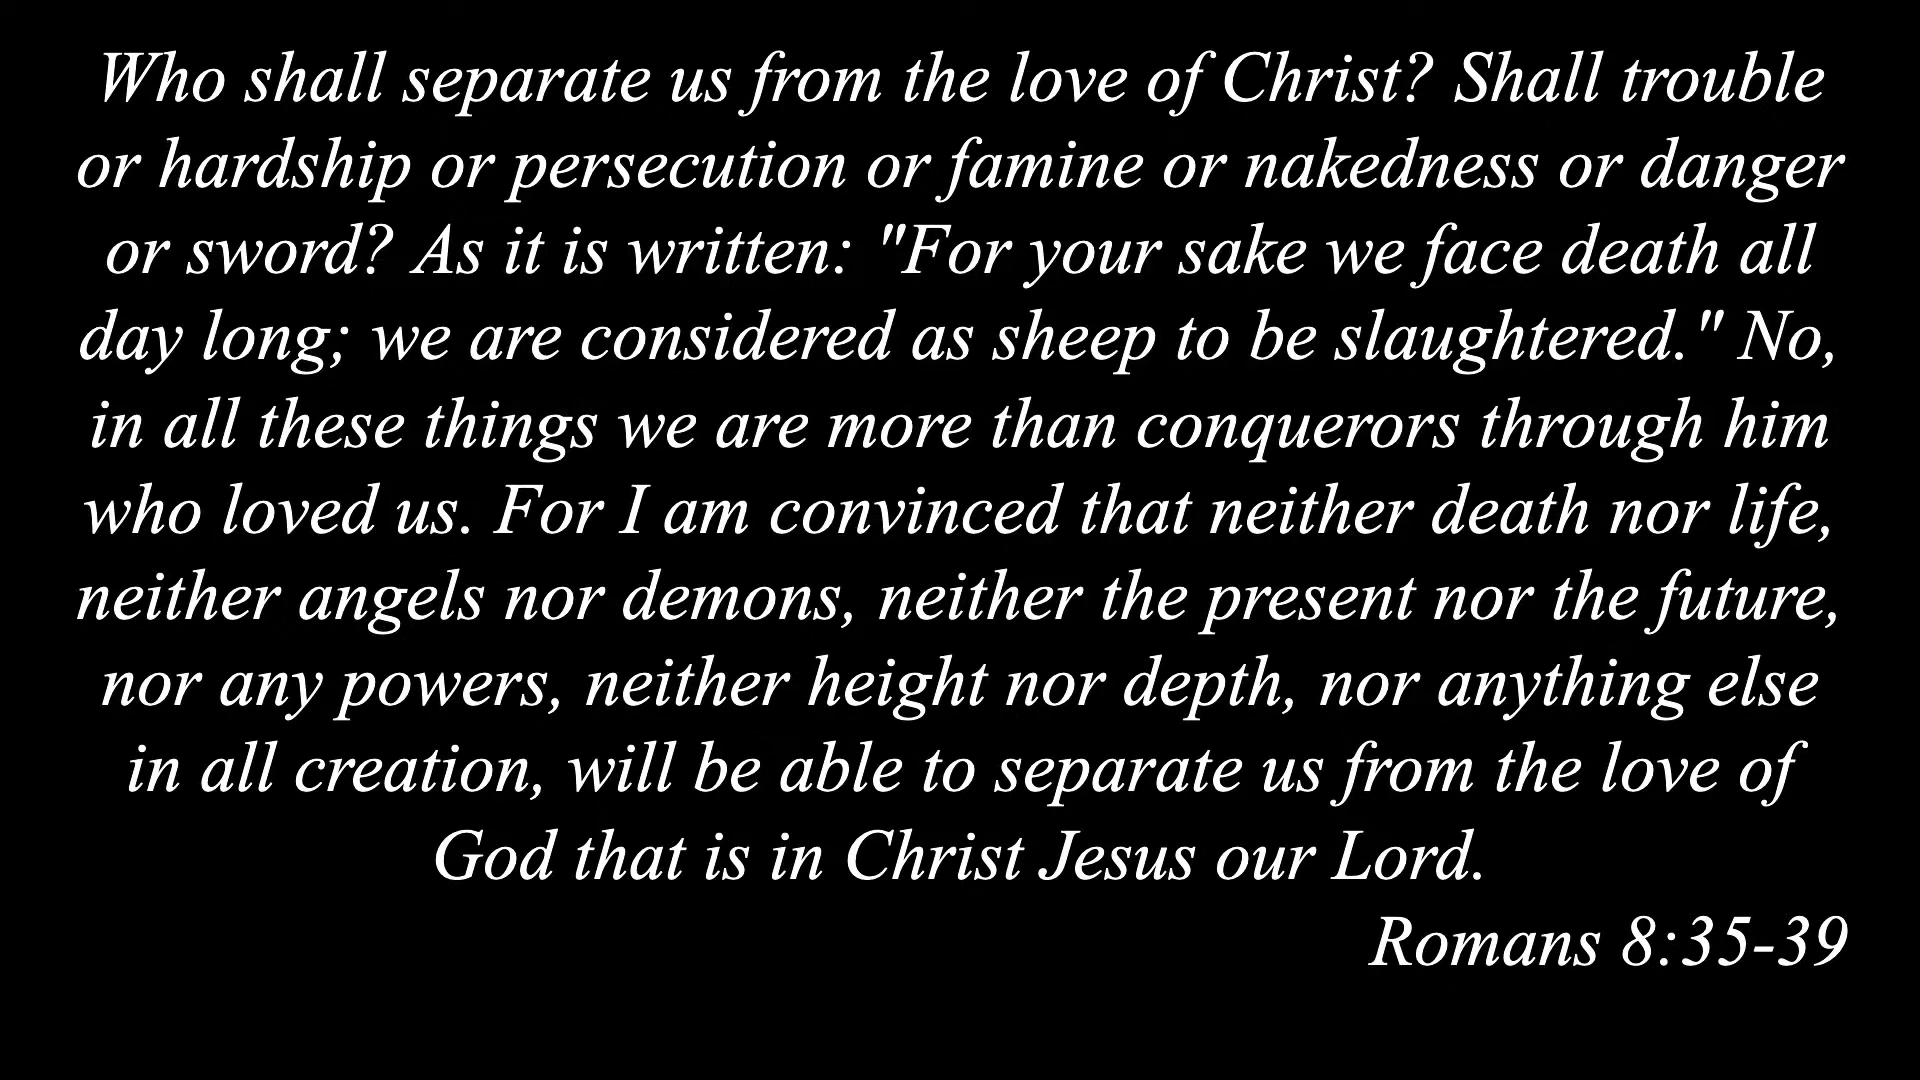 Who shall separate us from the love of Christ? Shall trouble
or hardship or persecution or famine or nakedness or danger
or sword? As it is written: "For your sake we face death all
day long; we are considered as sheep to be slaughtered." No,
in all these things we are more than conquerors through him
who loved us. For I am convinced that neither death nor life,
neither angels nor demons, neither the present nor the future,
nor any powers, neither height nor depth, nor anything else
in all creation, will be able to separate us from the love of
God that is in Christ Jesus our Lord.
Romans 8:35-39